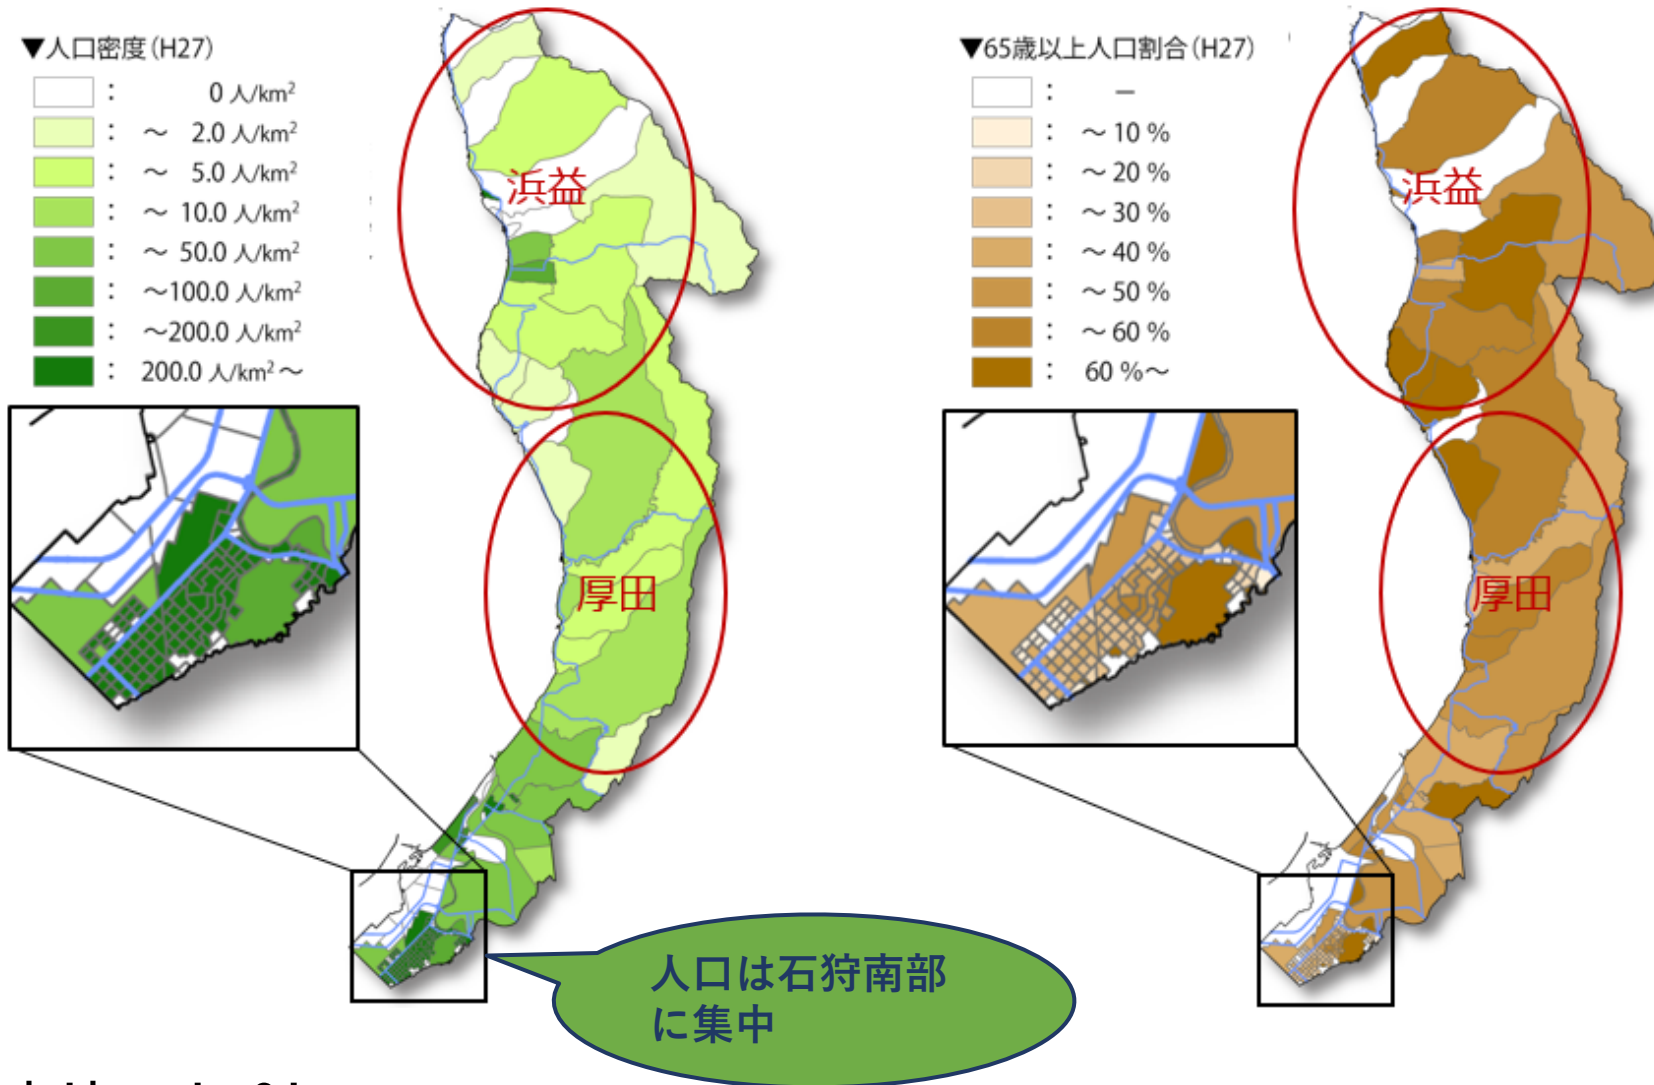 ▼人口密度(H27)
： 0 人/km²
： ～ 2.0 人/km²
： ～ 5.0 人/km²
： ～ 10.0 人/km²
： ～ 50.0 人/km²
： ～100.0 人/km²
： ～200.0 人/km²
： 200.0 人/km²～
浜益
厚田
▼65歳以上人口割合(H27)
： －
： ～10 %
： ～20 %
： ～30 %
： ～40 %
： ～50 %
： ～60 %
： 60 %～
浜益
厚田
人口は石狩南部
に集中